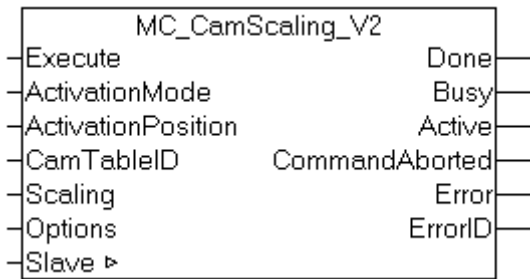 MC_CamScaling_V2
Execute Done
ActivationMode Busy
ActivationPosition Active
CamTableID CommandAborted
Scaling Error
Options ErrorID
Slave ▷